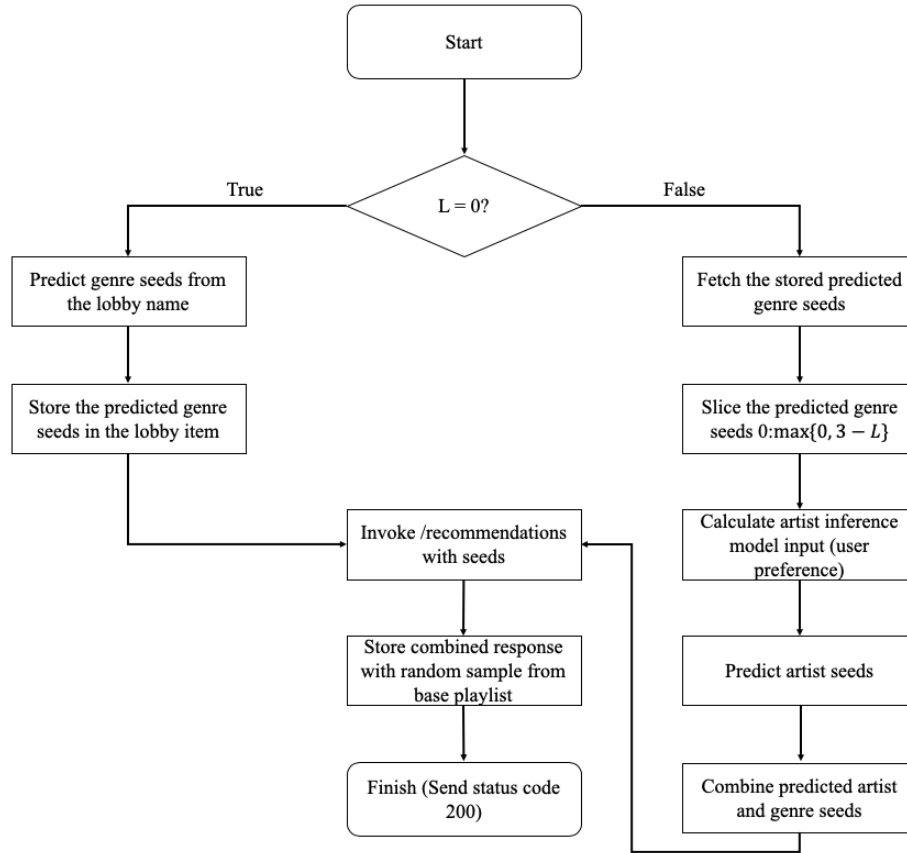 Start
L = 0?
True
False
Predict genre seeds from
the lobby name
Store the predicted genre
seeds in the lobby item
Fetch the stored predicted
genre seeds
Slice the predicted genre
seeds 0:max{0, 3 − L}
Calculate artist inference
model input (user
preference)
Predict artist seeds
Combine predicted artist
and genre seeds
Invoke /recommendations
with seeds
Store combined response
with random sample from
base playlist
Finish (Send status code
200)